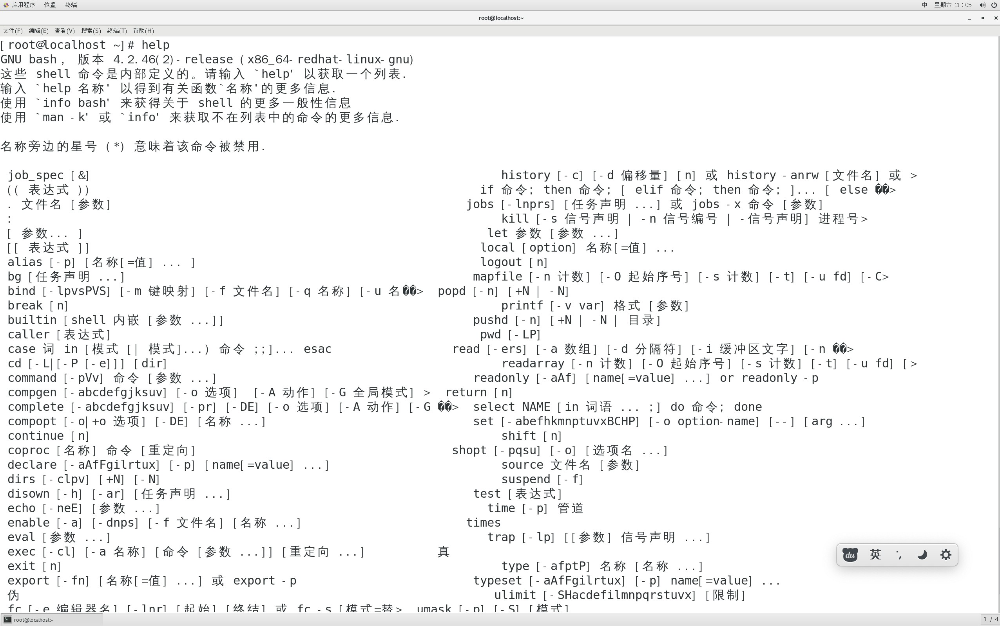 应用程序 位置 终端 中 星期六 11：05
root@localhost:~
文件(F) 编辑(E) 查看(V) 搜索(S) 终端(T) 帮助(H)
[root@localhost ~]# help
GNU bash， 版本 4.2.46(2)-release (x86_64-redhat-linux-gnu)
这些 shell 命令是内部定义的。请输入 `help' 以获取一个列表.
输入 `help 名称' 以得到有关函数`名称'的更多信息.
使用 `info bash' 来获得关于 shell 的更多一般性信息
使用 `man -k' 或 `info' 来获取不在列表中的命令的更多信息.
名称旁边的星号（*）意味着该命令被禁用.
job_spec [&] history [-c] [-d 偏移量] [n] 或 history -anrw [文件名] 或 >
(( 表达式 )) if 命令; then 命令; [ elif 命令; then 命令; ]... [ else ��>
. 文件名 [参数] jobs [-lnprs] [任务声明 ...] 或 jobs -x 命令 [参数]
: kill [-s 信号声明 | -n 信号编号 | -信号声明] 进程号>
[ 参数... ] let 参数 [参数 ...]
[[ 表达式 ]] local [option] 名称[=值] ...
alias [-p] [名称[=值] ... ] logout [n]
bg [任务声明 ...] mapfile [-n 计数] [-O 起始序号] [-s 计数] [-t] [-u fd] [-C>
bind [-lpvsPVS] [-m 键映射] [-f 文件名] [-q 名称] [-u 名��> popd [-n] [+N | -N]
break [n] printf [-v var] 格式 [参数]
builtin [shell 内嵌 [参数 ...]] pushd [-n] [+N | -N | 目录]
caller [表达式] pwd [-LP]
case 词 in [模式 [| 模式]...) 命令 ;;]... esac read [-ers] [-a 数组] [-d 分隔符] [-i 缓冲区文字] [-n ��>
cd [-L|[-P [-e]]] [dir] readarray [-n 计数] [-O 起始序号] [-s 计数] [-t] [-u fd] [>
command [-pVv] 命令 [参数 ...] readonly [-aAf] [name[=value] ...] or readonly -p
compgen [-abcdefgjksuv] [-o 选项]  [-A 动作] [-G 全局模式] > return [n]
complete [-abcdefgjksuv] [-pr] [-DE] [-o 选项] [-A 动作] [-G ��> select NAME [in 词语 ... ;] do 命令; done
compopt [-o|+o 选项] [-DE] [名称 ...] set [-abefhkmnptuvxBCHP] [-o option-name] [--] [arg ...]
continue [n] shift [n]
coproc [名称] 命令 [重定向] shopt [-pqsu] [-o] [选项名 ...]
declare [-aAfFgilrtux] [-p] [name[=value] ...] source 文件名 [参数]
dirs [-clpv] [+N] [-N] suspend [-f]
disown [-h] [-ar] [任务声明 ...] test [表达式]
echo [-neE] [参数 ...] time [-p] 管道
enable [-a] [-dnps] [-f 文件名] [名称 ...] times
eval [参数 ...] trap [-lp] [[参数] 信号声明 ...]
exec [-cl] [-a 名称] [命令 [参数 ...]] [重定向 ...] 真
exit [n] type [-afptP] 名称 [名称 ...]
export [-fn] [名称[=值] ...] 或 export -p typeset [-aAfFgilrtux] [-p] name[=value] ...
伪 ulimit [-SHacdefilmnpqrstuvx] [限制]
fc [-e 编辑器名] [-lnr] [起始] [终结] 或 fc -s [模式=替> umask [-p] [-S] [模式]
du 英
root@localhost:~ 1 / 4